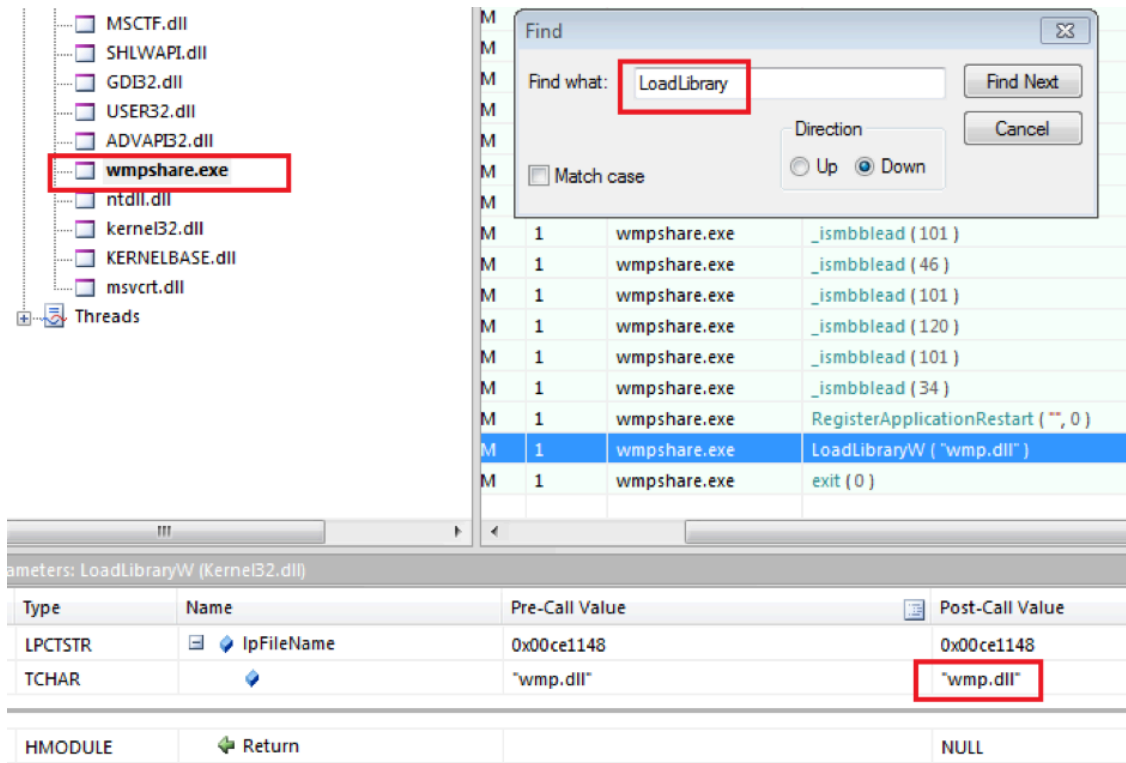 MSCTF.dll
SHLWAPI.dll
GDI32.dll
USER32.dll
ADVAPI32.dll
wmpshare.exe
ntdll.dll
kernel32.dll
KERNELBASE.dll
msvcrt.dll
Threads
Find
Find what: LoadLibrary Find Next
Direction Cancel
Match case Up Down
M
M
M
M
M
M
M
M 1 wmpshare.exe _ismbblead ( 101 )
M 1 wmpshare.exe _ismbblead ( 46 )
M 1 wmpshare.exe _ismbblead ( 101 )
M 1 wmpshare.exe _ismbblead ( 120 )
M 1 wmpshare.exe _ismbblead ( 101 )
M 1 wmpshare.exe _ismbblead ( 34 )
M 1 wmpshare.exe RegisterApplicationRestart ( "", 0 )
M 1 wmpshare.exe LoadLibraryW ( "wmp.dll" )
M 1 wmpshare.exe exit ( 0 )
ameters: LoadLibraryW (Kernel32.dll)
Type Name Pre-Call Value Post-Call Value
LPCTSTR lpFileName 0x00ce1148 0x00ce1148
TCHAR "wmp.dll" "wmp.dll"
HMODULE Return NULL